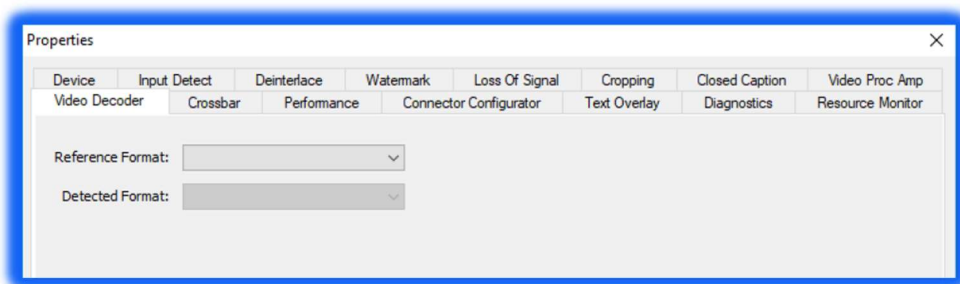 Properties
Device Input Detect Deinterlace Watermark Loss Of Signal Cropping Closed Caption Video Proc Amp
Video Decoder Crossbar Performance Connector Configurator Text Overlay Diagnostics Resource Monitor
Reference Format:
Detected Format: